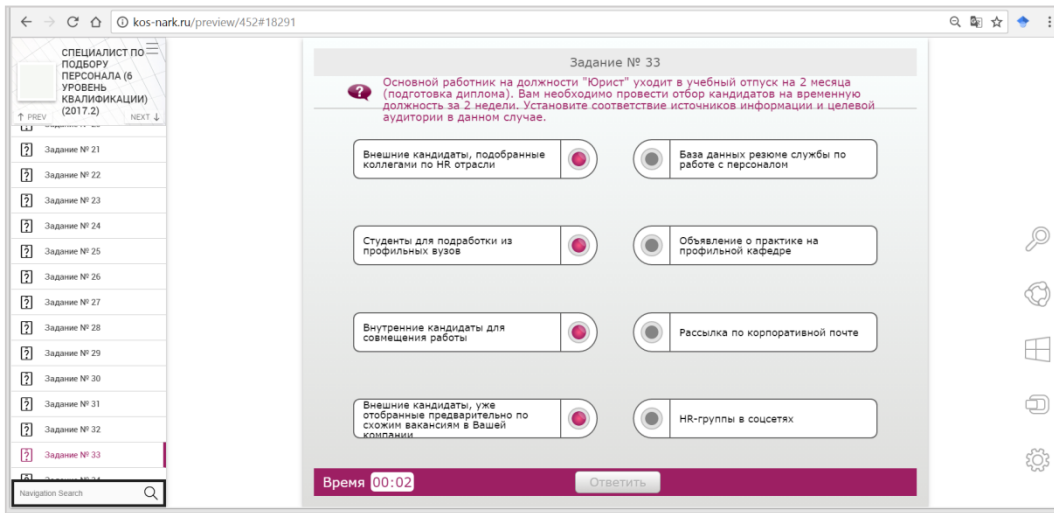 kos-nark.ru/preview/452#18291
СПЕЦИАЛИСТ ПО
ПОДБОРУ
ПЕРСОНАЛА (6
УРОВЕНЬ
КВАЛИФИКАЦИИ)
(2017.2)
↑ PREV
NEXT ↓
Задание № 20
Задание № 21
Задание № 22
Задание № 23
Задание № 24
Задание № 25
Задание № 26
Задание № 27
Задание № 28
Задание № 29
Задание № 30
Задание № 31
Задание № 32
Задание № 33
Задание № 34
Navigation Search
Задание № 33
Основной работник на должности "Юрист" уходит в учебный отпуск на 2 месяца
(подготовка диплома). Вам необходимо провести отбор кандидатов на временную
должность за 2 недели. Установите соответствие источников информации и целевой
аудитории в данном случае.
Внешние кандидаты, подобранные
коллегами по HR отрасли
База данных резюме службы по
работе с персоналом
Студенты для подработки из
профильных вузов
Объявление о практике на
профильной кафедре
Внутренние кандидаты для
совмещения работы
Рассылка по корпоративной почте
Внешние кандидаты, уже
отобранные предварительно по
схожим вакансиям в Вашей
компании
HR-группы в соцсетях
Время 00:02
Ответить